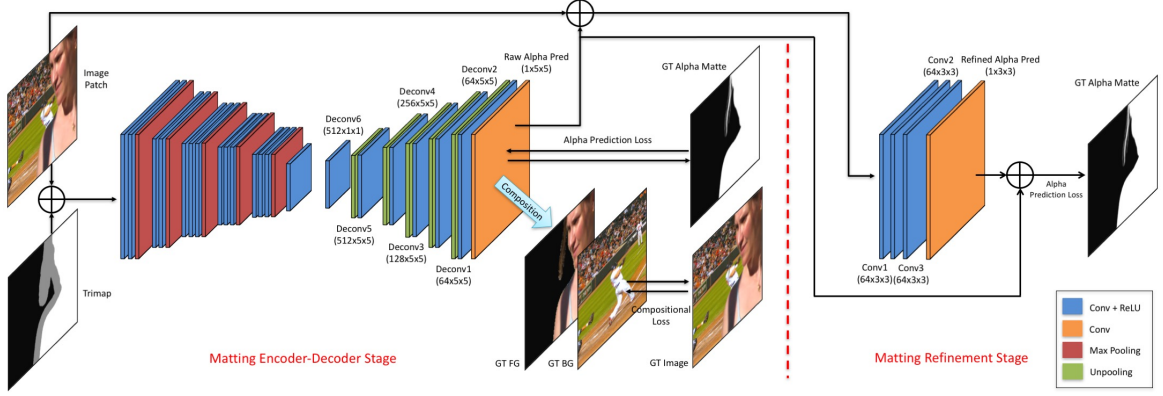 Image
Patch
Trimap
Deconv6
(512x1x1)
Deconv5
(512x5x5)
Deconv4
(256x5x5)
Deconv3
(128x5x5)
Deconv2
(64x5x5)
Deconv1
(64x5x5)
Raw Alpha Pred
(1x5x5)
Composition
Alpha Prediction Loss
GT Alpha Matte
GT FG
GT BG
Compositional
Loss
GT Image
Matting Encoder-Decoder Stage
Conv1
(64x3x3)
Conv2
(64x3x3)
Conv3
(64x3x3)
Refined Alpha Pred
(1x3x3)
Alpha
Prediction Loss
GT Alpha Matte
Matting Refinement Stage
Conv + ReLU
Conv
Max Pooling
Unpooling